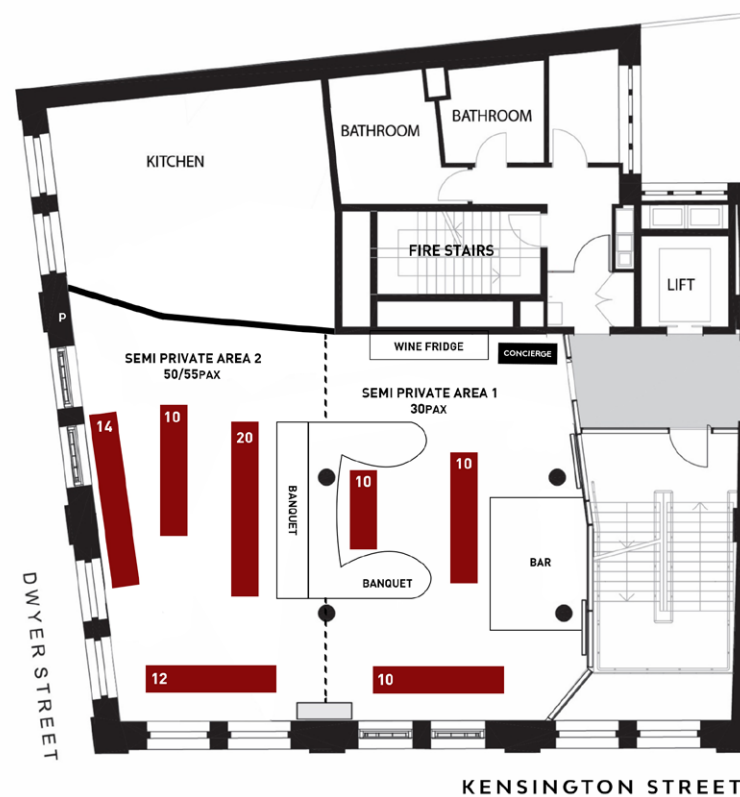 BATHROOM
BATHROOM
KITCHEN
FIRE STAIRS
LIFT
P
WINE FRIDGE
CONCIERGE
SEMI PRIVATE AREA 2
50/55PAX
SEMI PRIVATE AREA 1
30PAX
14
10
20
10
10
BANQUET
BANQUET
BAR
12
10
DWYER STREET
KENSINGTON STREET